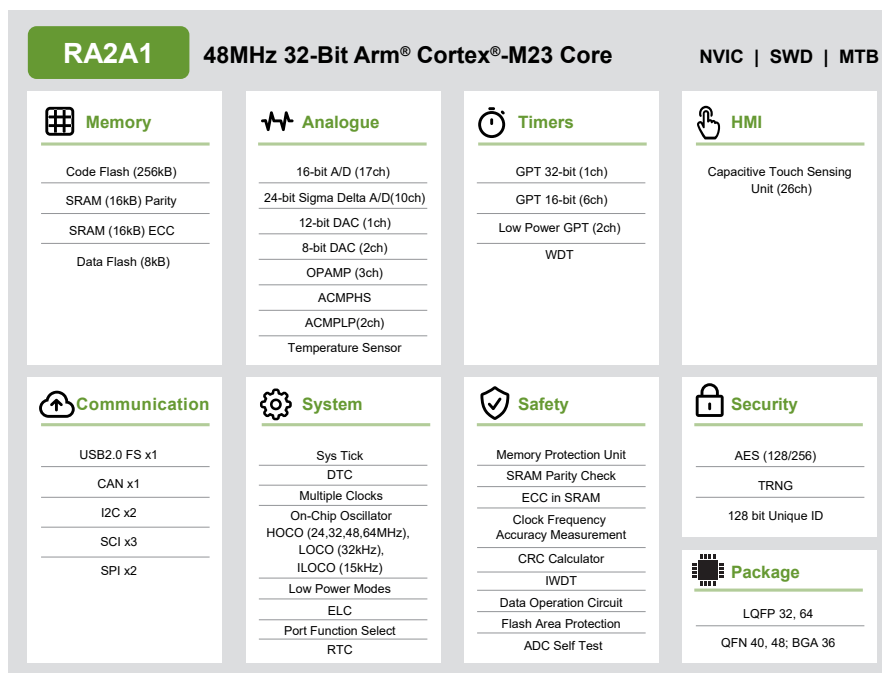 RA2A1
48MHz 32-Bit Arm® Cortex®-M23 Core
NVIC | SWD | MTB
Memory
Code Flash (256kB)
SRAM (16kB) Parity
SRAM (16kB) ECC
Data Flash (8kB)
Analogue
16-bit A/D (17ch)
24-bit Sigma Delta A/D(10ch)
12-bit DAC (1ch)
8-bit DAC (2ch)
OPAMP (3ch)
ACMPHS
ACMPLP(2ch)
Temperature Sensor
Timers
GPT 32-bit (1ch)
GPT 16-bit (6ch)
Low Power GPT (2ch)
WDT
HMI
Capacitive Touch Sensing
Unit (26ch)
Communication
USB2.0 FS x1
CAN x1
I2C x2
SCI x3
SPI x2
System
Sys Tick
DTC
Multiple Clocks
On-Chip Oscillator
HOCO (24,32,48,64MHz),
LOCO (32kHz),
ILOCO (15kHz)
Low Power Modes
ELC
Port Function Select
RTC
Safety
Memory Protection Unit
SRAM Parity Check
ECC in SRAM
Clock Frequency
Accuracy Measurement
CRC Calculator
IWDT
Data Operation Circuit
Flash Area Protection
ADC Self Test
Security
AES (128/256)
TRNG
128 bit Unique ID
Package
LQFP 32, 64
QFN 40, 48; BGA 36